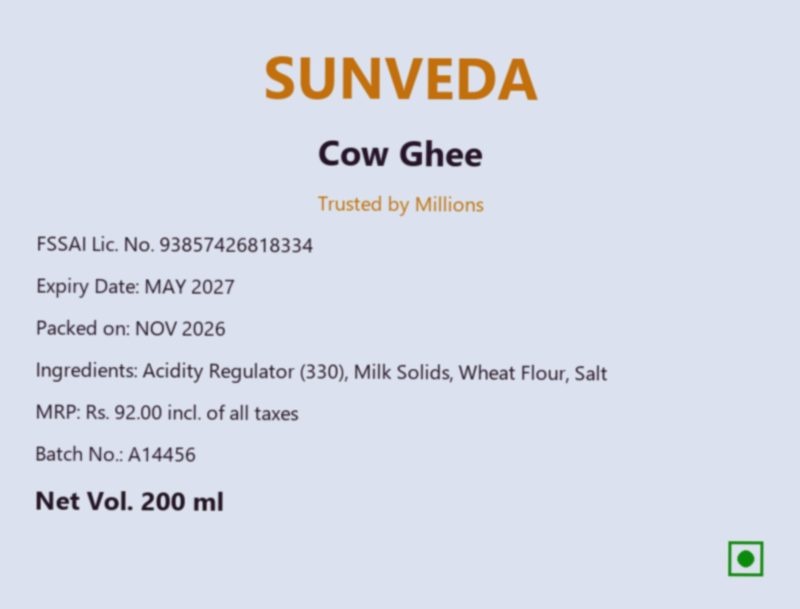 SUNVEDA
Cow Ghee
Trusted by Millions
FSSAI Lic. No. 93857426818334
Expiry Date: MAY 2027
Packed on: NOV 2026
Ingredients: Acidity Regulator (330), Milk Solids, Wheat Flour, Salt
MRP: Rs. 92.00 incl. of all taxes
Batch No.: A14456
Net Vol. 200 ml